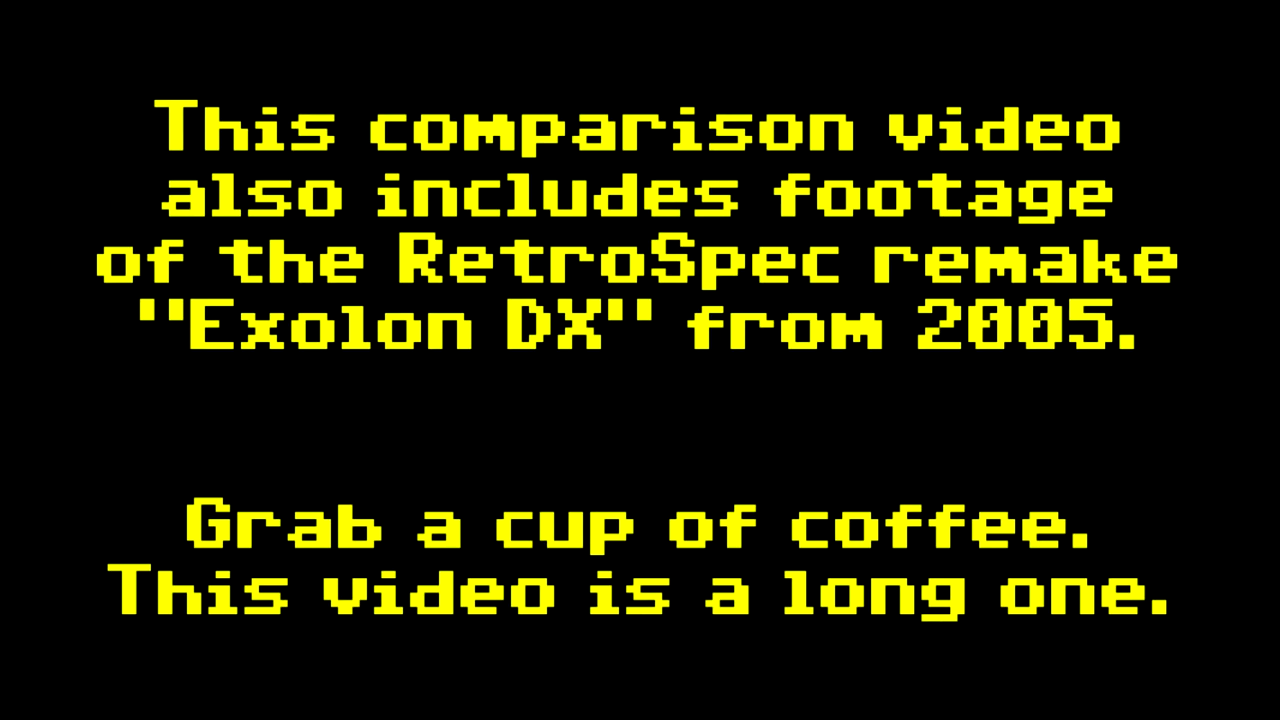 This comparison video
also includes footage
of the RetroSpec remake
"Exolon DX" from 2005.
Grab a cup of coffee.
This video is a long one.